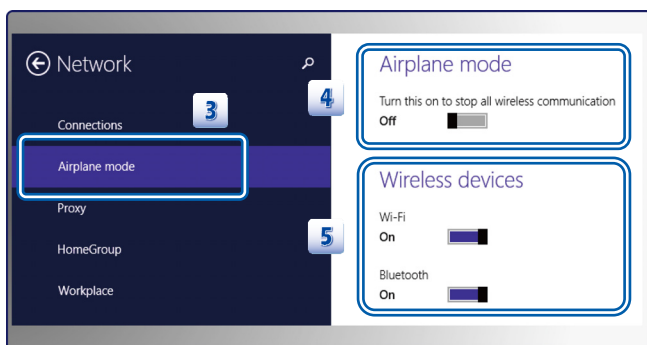 Network
3
Connections
Airplane mode
Proxy
HomeGroup
Workplace
4
Airplane mode
Turn this on to stop all wireless communication
Off
5
Wireless devices
Wi-Fi
On
Bluetooth
On